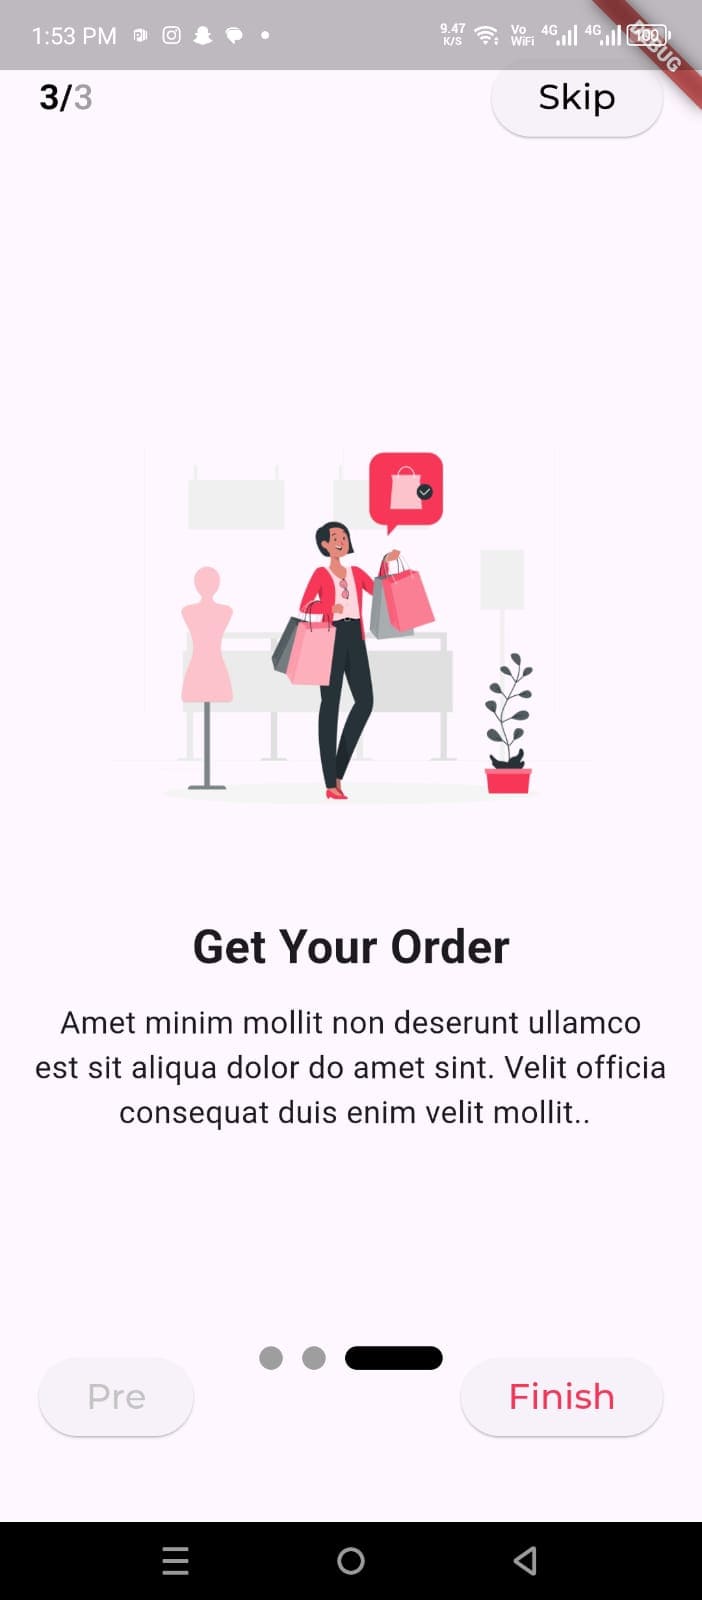 1:53 PM
9.47 K/S
Vo WiFi
4G
4G
100
DEBUG
3/3
Skip
Get Your Order
Amet minim mollit non deserunt ullamco
est sit aliqua dolor do amet sint. Velit officia
consequat duis enim velit mollit..
Pre
Finish